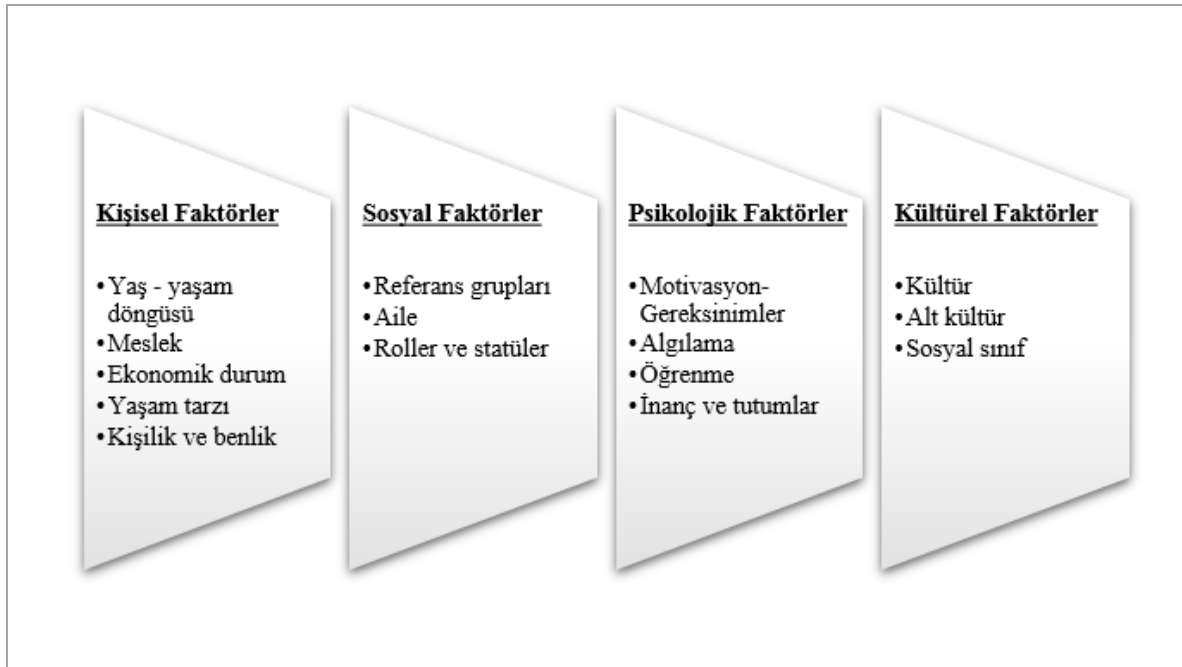 Kişisel Faktörler
•Yaş - yaşam
döngüsü
•Meslek
•Ekonomik durum
•Yaşam tarzı
•Kişilik ve benlik
Sosyal Faktörler
•Referans grupları
•Aile
•Roller ve statüler
Psikolojik Faktörler
•Motivasyon-
Gereksinimler
•Algılama
•Öğrenme
•İnanç ve tutumlar
Kültürel Faktörler
•Kültür
•Alt kültür
•Sosyal sınıf